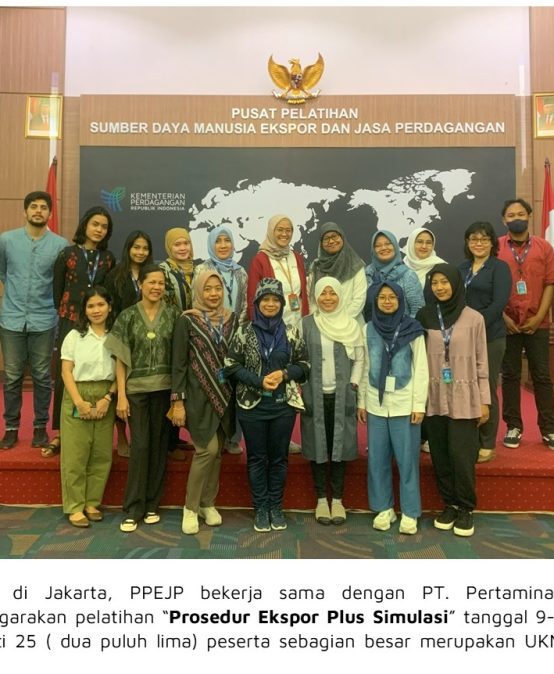 PUSAT PELATIHAN
SUMBER DAYA MANUSIA EKSPOR DAN JASA PERDAGANGAN
KEMENTERIAN
PERDAGANGAN
REPUBLIK INDONESIA
di Jakarta, PPEJP bekerja sama dengan PT. Pertamina
garakan pelatihan “Prosedur Ekspor Plus Simulasi” tanggal 9-
25 ( dua puluh lima) peserta sebagian besar merupakan UKM